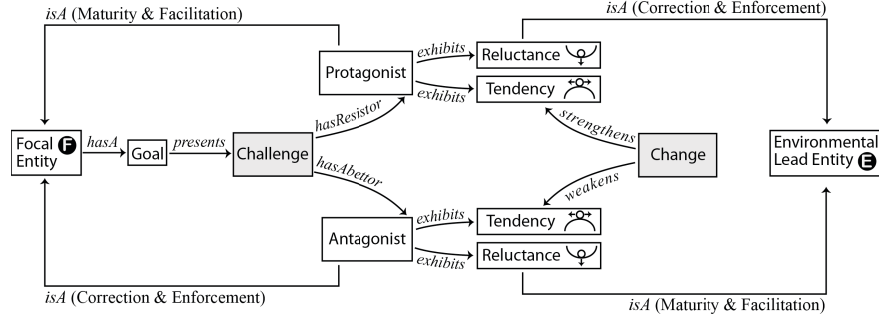 isA (Maturity & Facilitation)
isA (Correction & Enforcement)
Protagonist
exhibits
Reluctance
exhibits
Tendency
hasResistor
strengthens
Focal F
Entity
hasA
Goal
presents
Challenge
Change
Environmental
Lead Entity E
hasAbettor
weakens
Antagonist
exhibits
Tendency
exhibits
Reluctance
isA (Correction & Enforcement)
isA (Maturity & Facilitation)